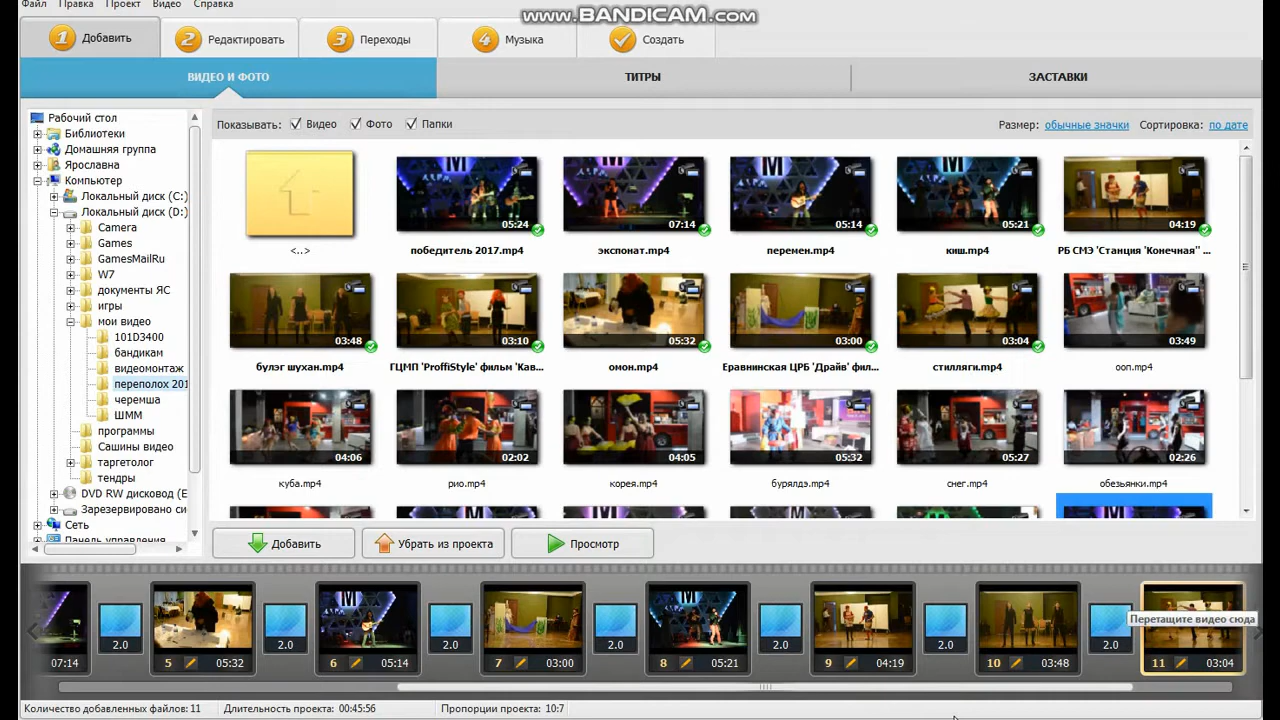 www.BANDICAM.com
Файл Правка Проект Видео Справка
1 Добавить 2 Редактировать 3 Переходы 4 Музыка Создать
ВИДЕО И ФОТО ТИТРЫ ЗАСТАВКИ
Показывать: Видео Фото Папки Размер: обычные значки Сортировка: по дате
Рабочий стол
Библиотеки
Домашняя группа
Ярославна
Компьютер
Локальный диск (C:)
Локальный диск (D:)
Camera
Games
GamesMailRu
W7
документы ЯС
игры
мои видео
101D3400
бандикам
видеомонтаж
переполох 201
черемша
ШММ
программы
Сашины видео
таргетолог
тендры
DVD RW дисковод (E
Зарезервировано си
Сеть
Панель управления
05:24 07:14 05:14 05:21 04:19
<..> победитель 2017.mp4 экспонат.mp4 перемен.mp4 киш.mp4 РБ СМЭ 'Станция 'Конечная'' ...
03:48 03:10 05:32 03:00 03:04 03:49
булэг шухан.mp4 ГЦМП 'ProffiStyle' фильм 'Кав... омон.mp4 Еравнинская ЦРБ 'Драйв' фил... стилляги.mp4 ооп.mp4
04:06 02:02 04:05 05:32 05:27 02:26
куба.mp4 рио.mp4 корея.mp4 бурялдэ.mp4 снег.mp4 обезьянки.mp4
Добавить Убрать из проекта Просмотр
Перетащите видео сюда
2.0 2.0 2.0 2.0 2.0 2.0 2.0
07:14 5 05:32 6 05:14 7 03:00 8 05:21 9 04:19 10 03:48 11 03:04
Количество добавленных файлов: 11 Длительность проекта: 00:45:56 Пропорции проекта: 10:7